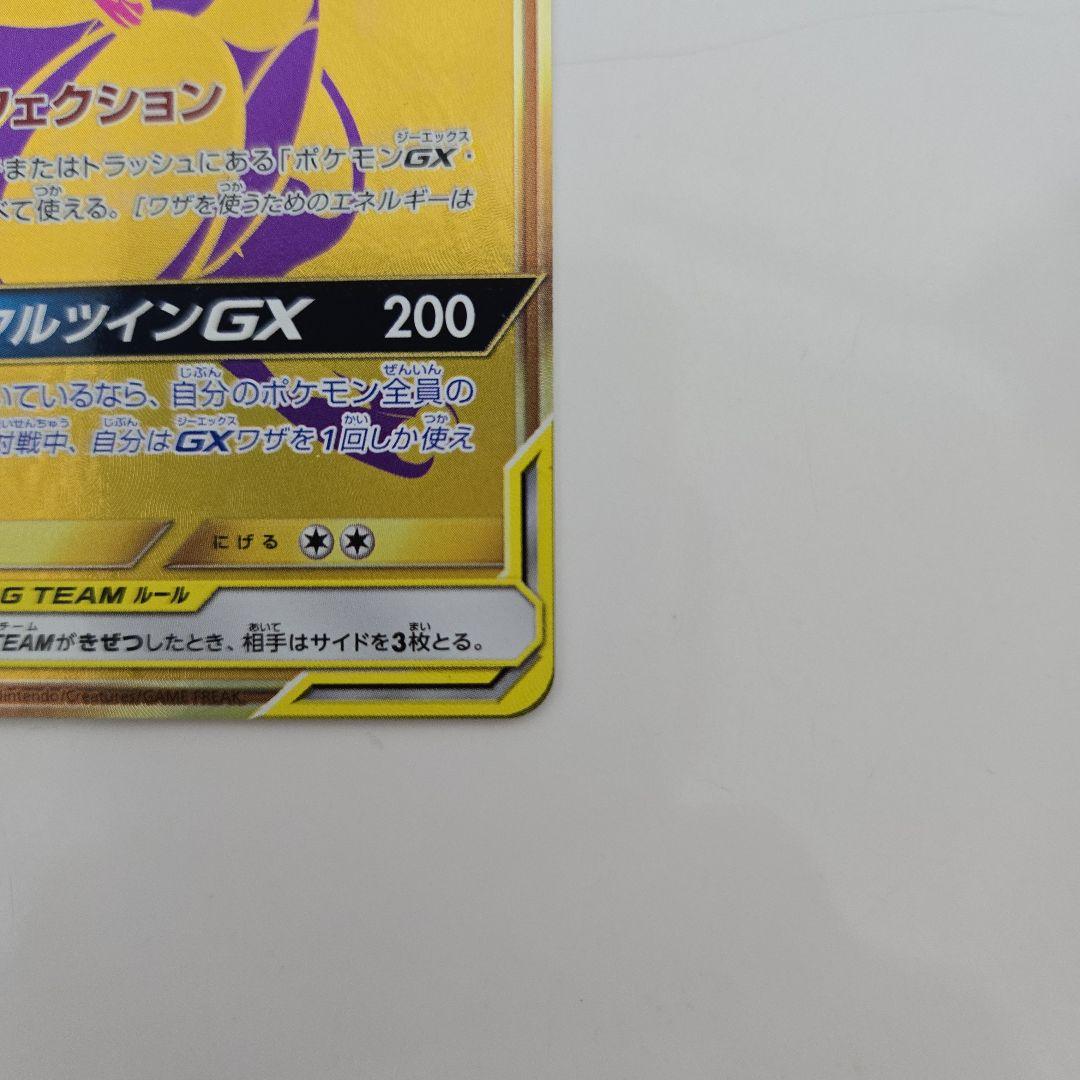 フェクション
またはトラッシュにある「ポケモンGX・
ジーエックス
べて使える。[ワザを使うためのエネルギーは
つか つか
ァルツインGX 200
いているなら、自分のポケモン全員の
じぶん ぜんいん
対戦中、自分はGXワザを1回しか使え
いせんちゅう じぶん ジーエックス かい つか
にげる
G TEAM ルール
TEAMがきぜつしたとき、相手はサイドを3枚とる。
チーム あいて まい
Nintendo/Creatures/GAME FREAK